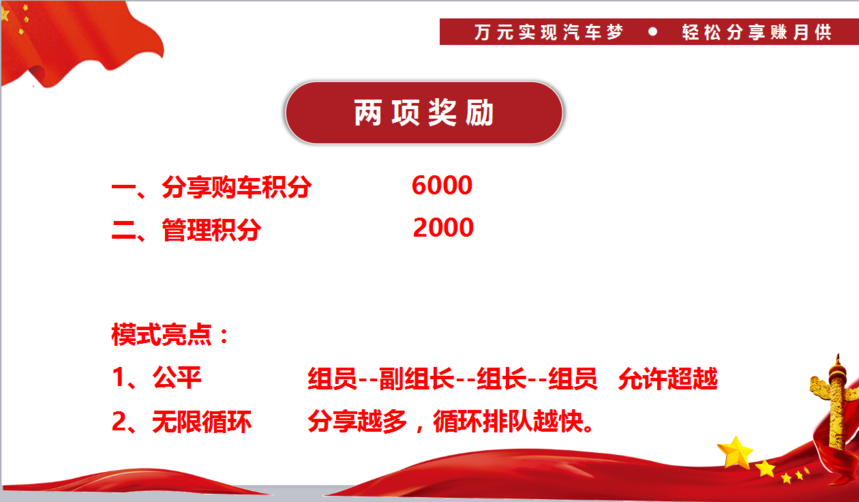 万元实现汽车梦 ● 轻松分享赚月供
两项奖励
一、分享购车积分 6000
二、管理积分 2000
模式亮点：
1、公平 组员--副组长--组长--组员 允许超越
2、无限循环 分享越多，循环排队越快。